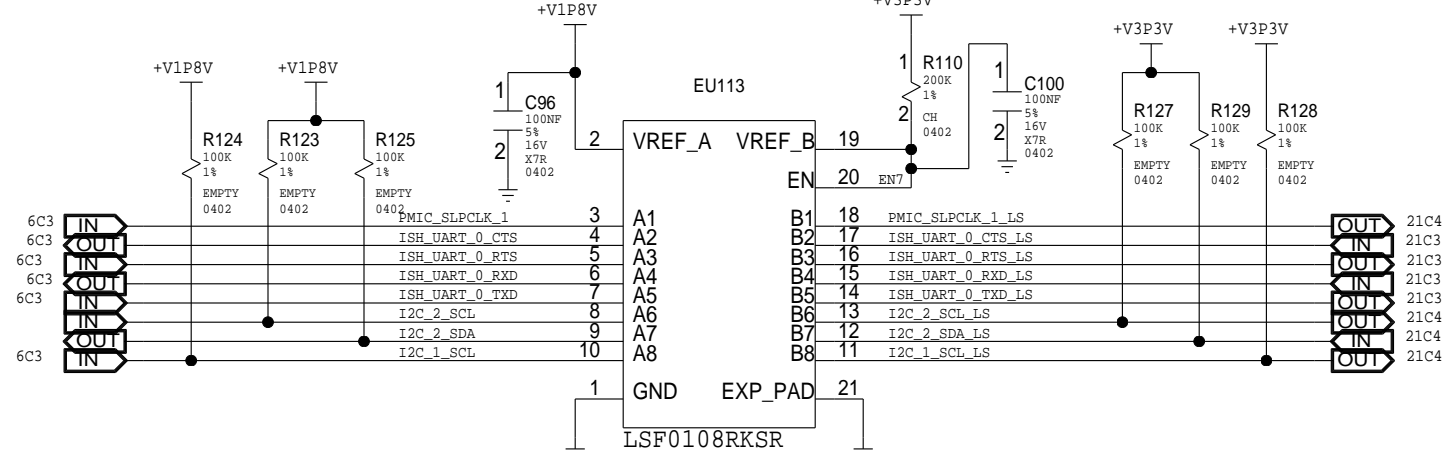 +V1P8V
+V3P3V
+V3P3V
+V3P3V
+V1P8V
+V1P8V
1
R110
200K
1%
2
CH
0402
1
C100
100NF
5%
16V
X7R
0402
2
EU113
1
C96
100NF
5%
16V
X7R
0402
2
R124
100K
1%
EMPTY
0402
R123
100K
1%
EMPTY
0402
R125
100K
1%
EMPTY
0402
R127
100K
1%
EMPTY
0402
R129
100K
1%
EMPTY
0402
R128
100K
1%
EMPTY
0402
2 VREF_A VREF_B 19
EN 20 EN7
6C3 IN PMIC_SLPCLK_1 3 A1 B1 18 PMIC_SLPCLK_1_LS OUT 21C4
6C3 OUT ISH_UART_0_CTS 4 A2 B2 17 ISH_UART_0_CTS_LS IN 21C3
6C3 IN ISH_UART_0_RTS 5 A3 B3 16 ISH_UART_0_RTS_LS OUT 21C3
6C3 OUT ISH_UART_0_RXD 6 A4 B4 15 ISH_UART_0_RXD_LS IN 21C3
6C3 IN ISH_UART_0_TXD 7 A5 B5 14 ISH_UART_0_TXD_LS OUT 21C3
IN I2C_2_SCL 8 A6 B6 13 I2C_2_SCL_LS OUT 21C4
OUT I2C_2_SDA 9 A7 B7 12 I2C_2_SDA_LS IN 21C4
6C3 IN I2C_1_SCL 10 A8 B8 11 I2C_1_SCL_LS OUT 21C4
1 GND EXP_PAD 21
LSF0108RKSR